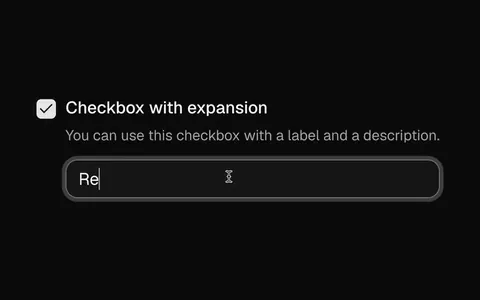 Checkbox with expansion
You can use this checkbox with a label and a description.
Re